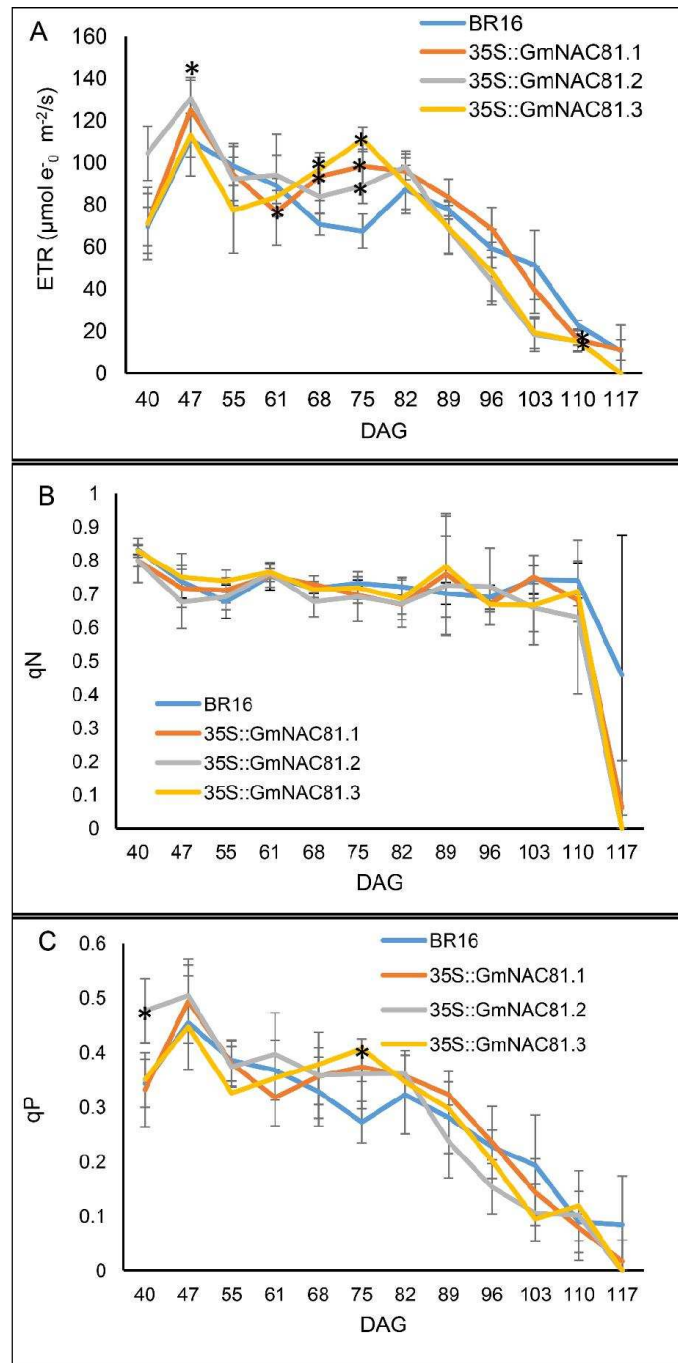 A
BR16
35S::GmNAC81.1
35S::GmNAC81.2
35S::GmNAC81.3
ETR (µmol e-0 m-2/s)
160
140
120
100
80
60
40
20
0
40 47 55 61 68 75 82 89 96 103 110 117
DAG
B
qN
1
0.9
0.8
0.7
0.6
0.5
0.4
0.3
0.2
0.1
0
BR16
35S::GmNAC81.1
35S::GmNAC81.2
35S::GmNAC81.3
40 47 55 61 68 75 82 89 96 103 110 117
DAG
C
BR16
35S::GmNAC81.1
35S::GmNAC81.2
35S::GmNAC81.3
qP
0.6
0.5
0.4
0.3
0.2
0.1
0
40 47 55 61 68 75 82 89 96 103 110 117
DAG